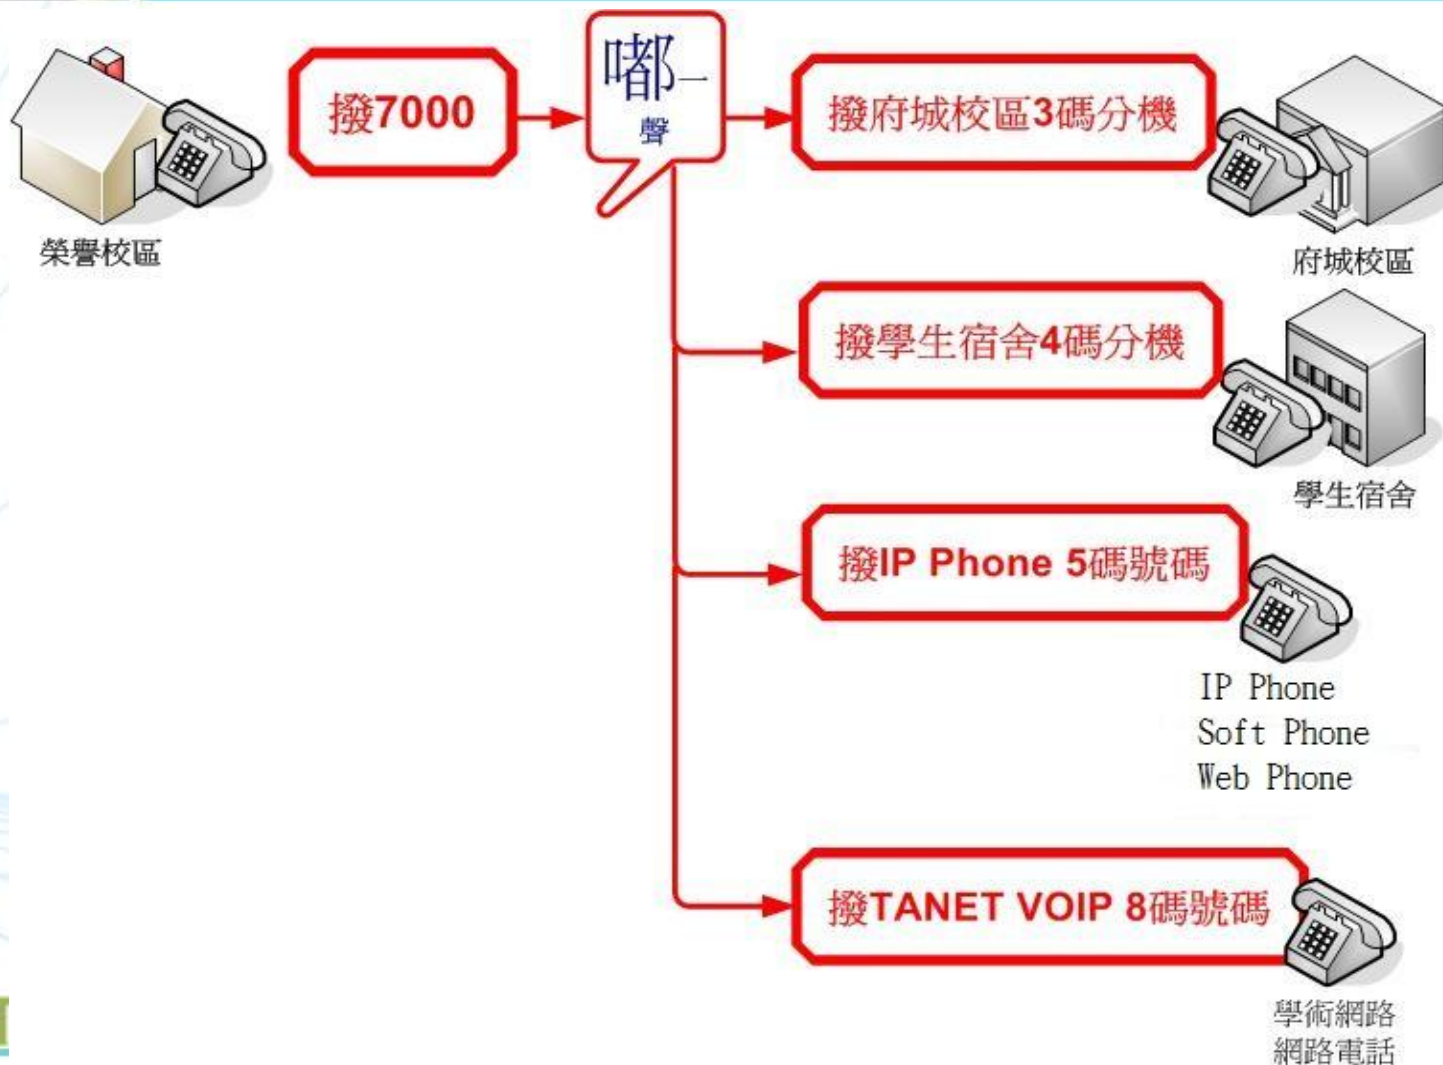 撥7000
嘟一
聲
撥府城校區3碼分機
榮譽校區
府城校區
撥學生宿舍4碼分機
學生宿舍
撥IP Phone 5碼號碼
IP Phone
Soft Phone
Web Phone
撥TANET VOIP 8碼號碼
學術網路
網路電話